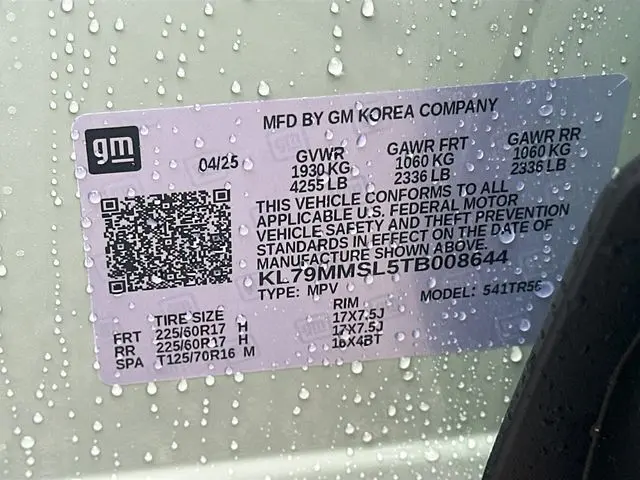 MFD BY GM KOREA COMPANY
gm
04/25
GVWR GAWR FRT GAWR RR
1930 KG 1060 KG 1060 KG
4255 LB 2336 LB 2336 LB
THIS VEHICLE CONFORMS TO ALL
APPLICABLE U.S. FEDERAL MOTOR
VEHICLE SAFETY AND THEFT PREVENTION
STANDARDS IN EFFECT ON THE DATE OF
MANUFACTURE SHOWN ABOVE.
KL79MMSL5TB008644
TYPE: MPV MODEL: 541TR56
TIRE SIZE RIM
FRT 225/60R17 H 17X7.5J
RR 225/60R17 H 17X7.5J
SPA T125/70R16 M 16X4BT